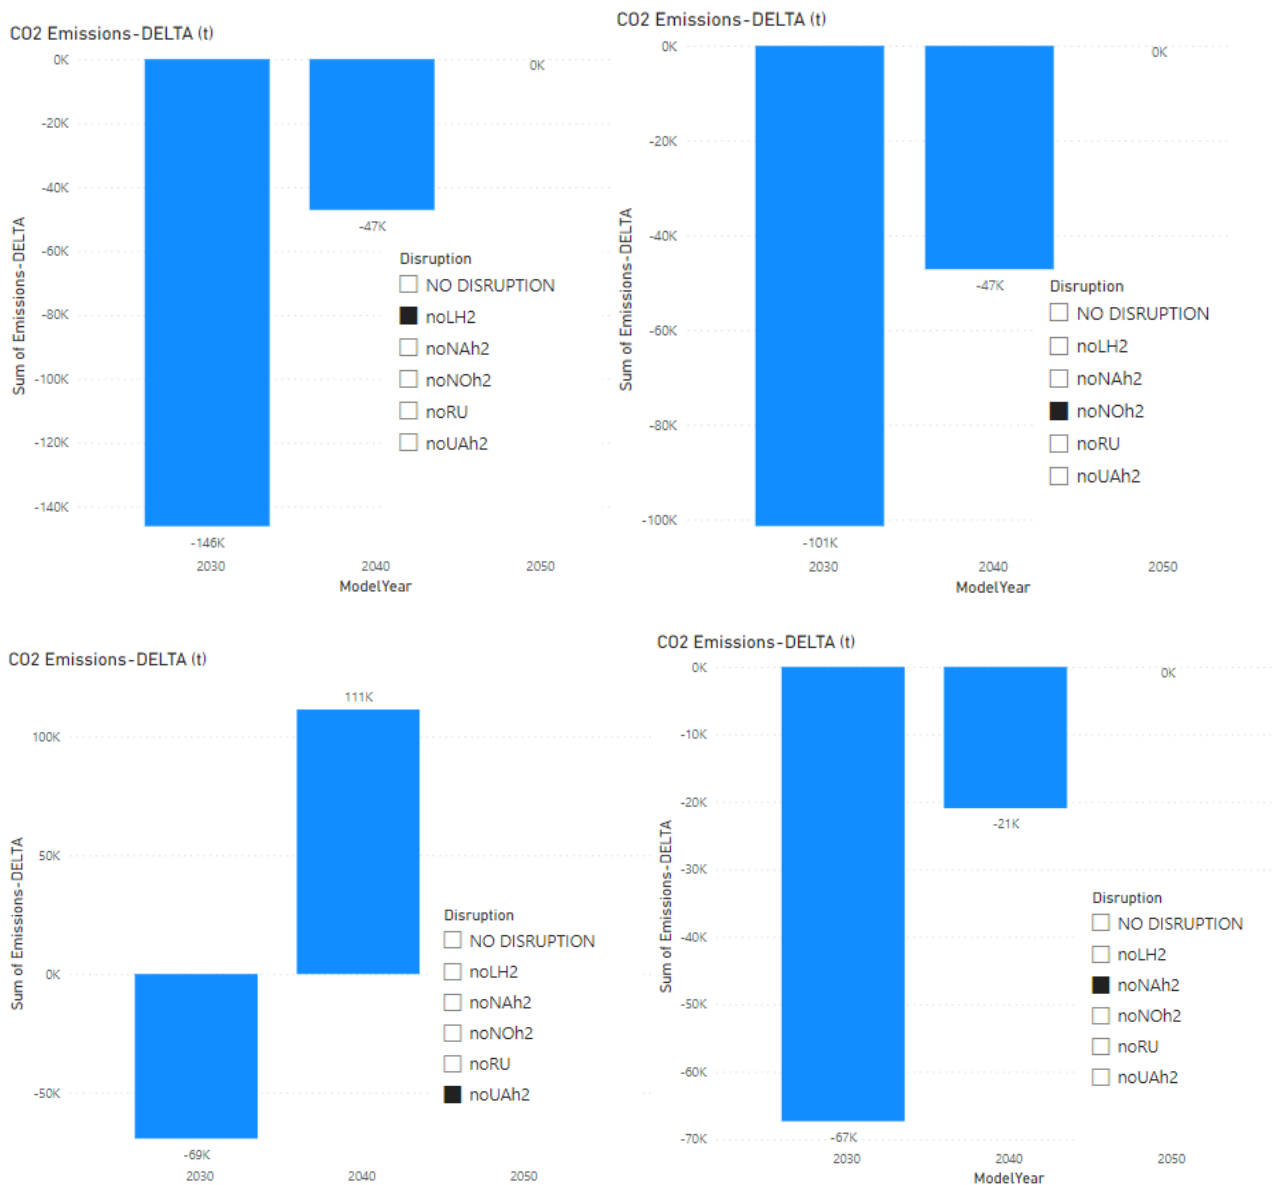 CO2 Emissions-DELTA (t)
0K
-20K
-40K
-60K
-80K
-100K
-120K
-140K
Sum of Emissions-DELTA
0K
-47K
-146K
Disruption
NO DISRUPTION
noLH2
noNAh2
noNOh2
noRU
noUAh2
2030
2040
2050
ModelYear
CO2 Emissions-DELTA (t)
0K
-20K
-40K
-60K
-80K
-100K
Sum of Emissions-DELTA
0K
-47K
-101K
Disruption
NO DISRUPTION
noLH2
noNAh2
noNOh2
noRU
noUAh2
2030
2040
2050
ModelYear
CO2 Emissions-DELTA (t)
100K
50K
0K
-50K
Sum of Emissions-DELTA
111K
-69K
Disruption
NO DISRUPTION
noLH2
noNAh2
noNOh2
noRU
noUAh2
2030
2040
2050
CO2 Emissions-DELTA (t)
0K
-10K
-20K
-30K
-40K
-50K
-60K
-70K
Sum of Emissions-DELTA
0K
-21K
-67K
Disruption
NO DISRUPTION
noLH2
noNAh2
noNOh2
noRU
noUAh2
2030
2040
2050
ModelYear